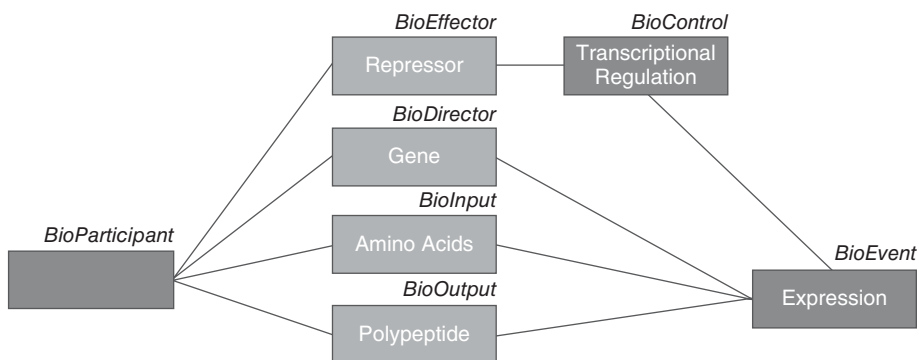 BioEffector
Repressor
BioControl
Transcriptional
Regulation
BioDirector
Gene
BioInput
Amino Acids
BioParticipant
BioOutput
Polypeptide
BioEvent
Expression